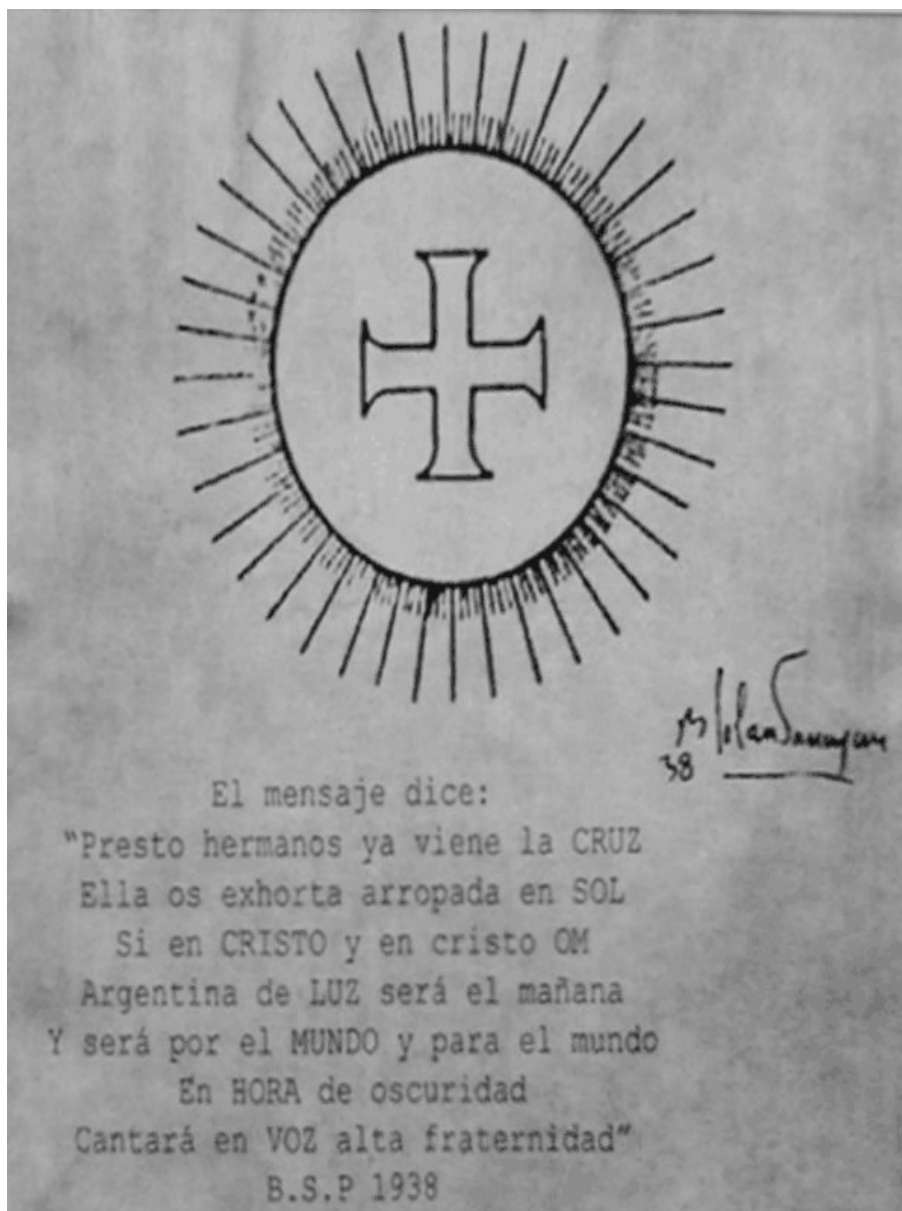 38
El mensaje dice:
"Presto hermanos ya viene la CRUZ
Ella os exhorta arropada en SOL
Si en CRISTO y en cristo OM
Argentina de LUZ será el mañana
Y será por el MUNDO y para el mundo
En HORA de oscuridad
Cantará en VOZ alta fraternidad"
B.S.P 1938